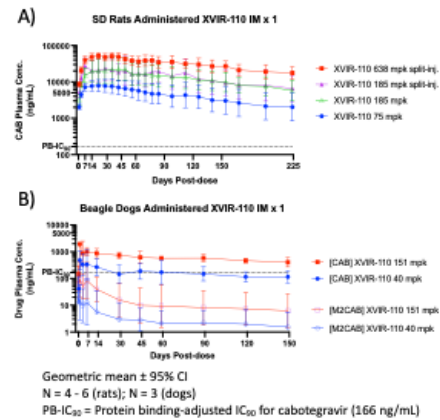 A)
SD Rats Administered XVIR-110 IM x 1
CAB Plasma Conc.
(ng/mL)
100000
10000
1000
PB-IC90
100
0 7 14 30 45 60 90 120 150 225
Days Post-dose
XVIR-110 638 mpk split-inj.
XVIR-110 185 mpk split-inj.
XVIR-110 185 mpk
XVIR-110 75 mpk
B)
Beagle Dogs Administered XVIR-110 IM x 1
Drug Plasma Conc.
(ng/mL)
10000
1000
PB-IC90
100
10
1
0 7 14 30 45 60 90 120 150
Days Post-dose
[CAB] XVIR-110 151 mpk
[CAB] XVIR-110 40 mpk
[M2CAB] XVIR-110 151 mpk
[M2CAB] XVIR-110 40 mpk
Geometric mean ± 95% CI
N = 4 - 6 (rats); N = 3 (dogs)
PB-IC90 = Protein binding-adjusted IC90 for cabotegravir (166 ng/mL)